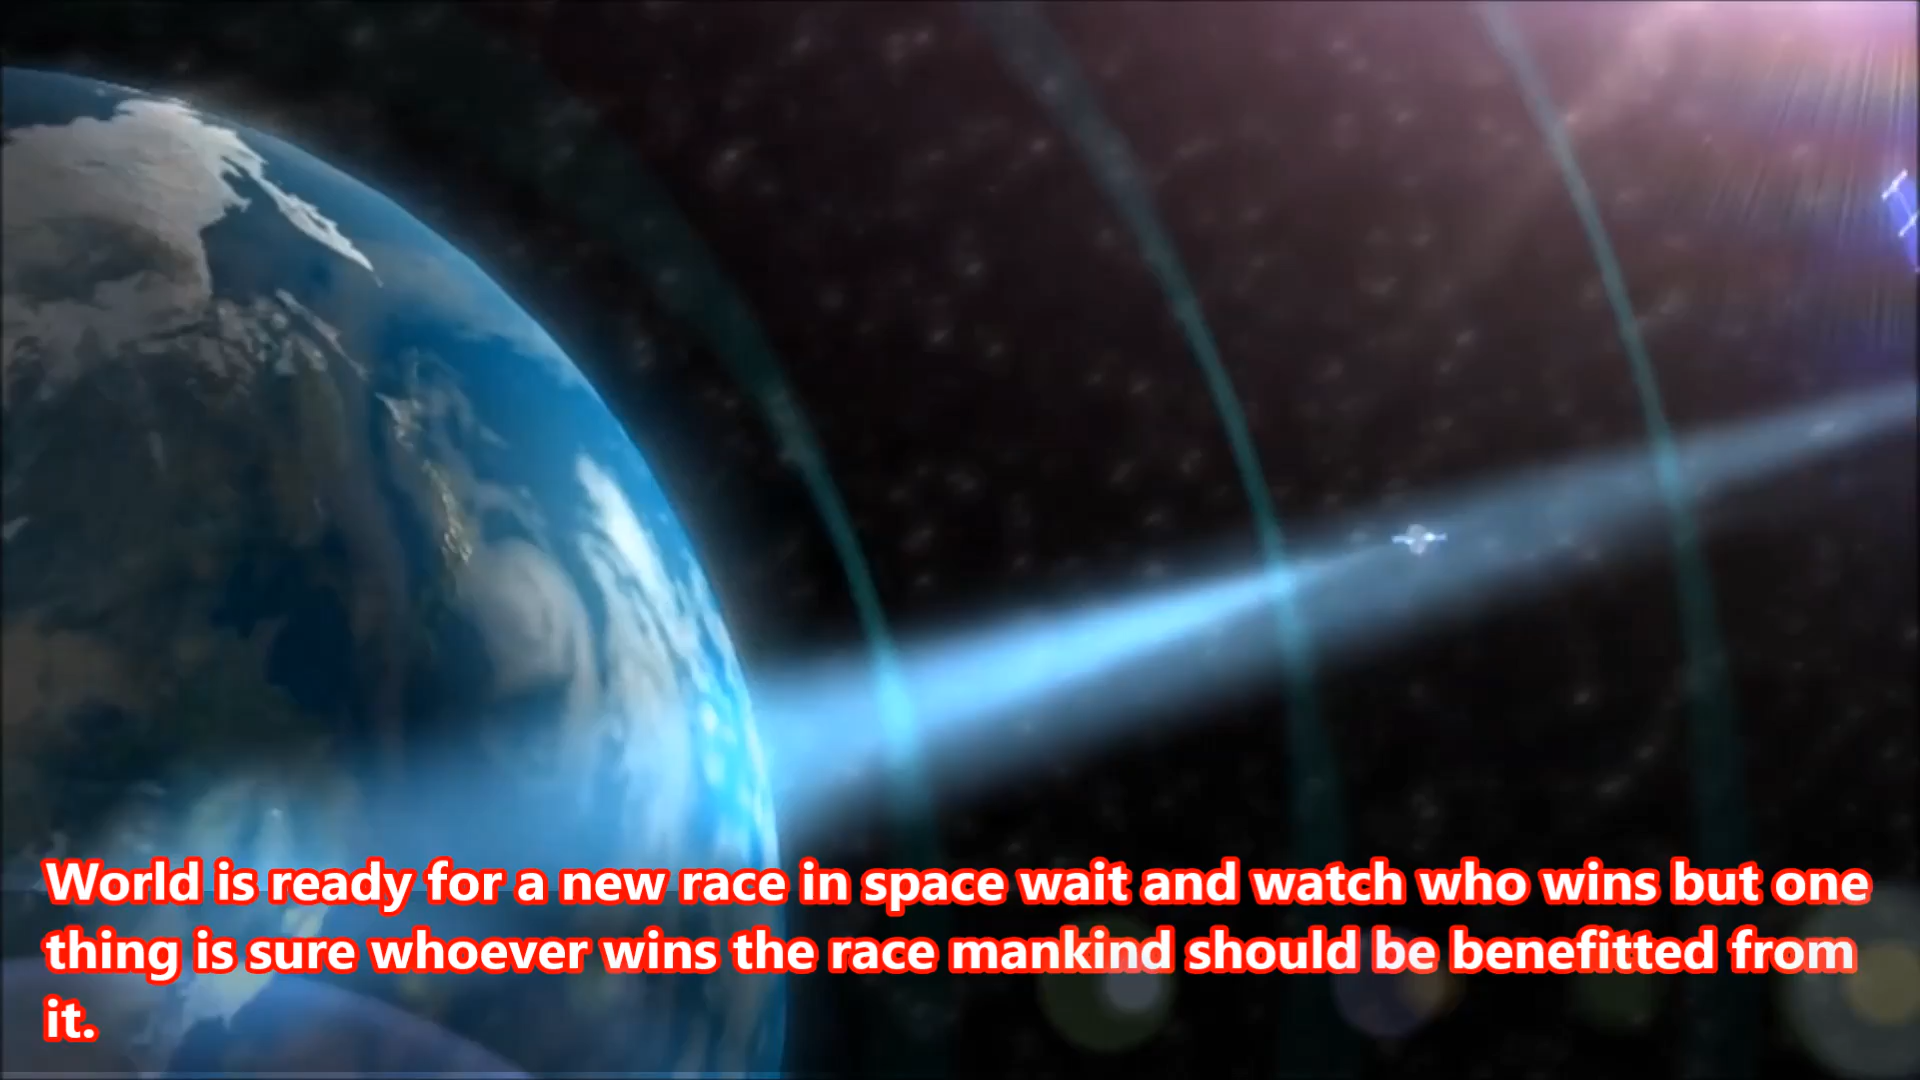 World is ready for a new race in space wait and watch who wins but one
thing is sure whoever wins the race mankind should be benefitted from
it.